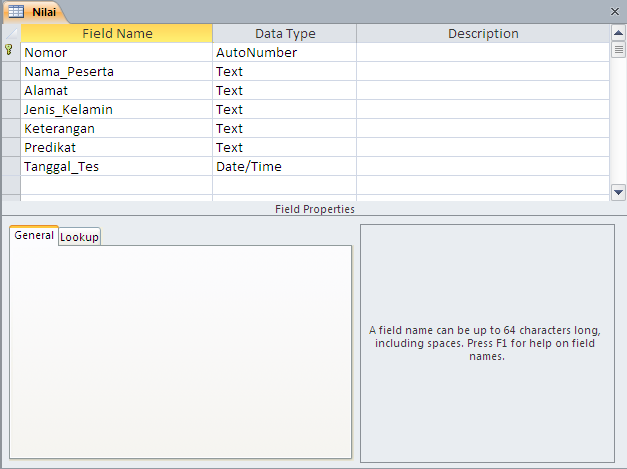 Nilai
Field Name Data Type Description
Nomor AutoNumber
Nama_Peserta Text
Alamat Text
Jenis_Kelamin Text
Keterangan Text
Predikat Text
Tanggal_Tes Date/Time
Field Properties
General Lookup
A field name can be up to 64 characters long,
including spaces. Press F1 for help on field
names.